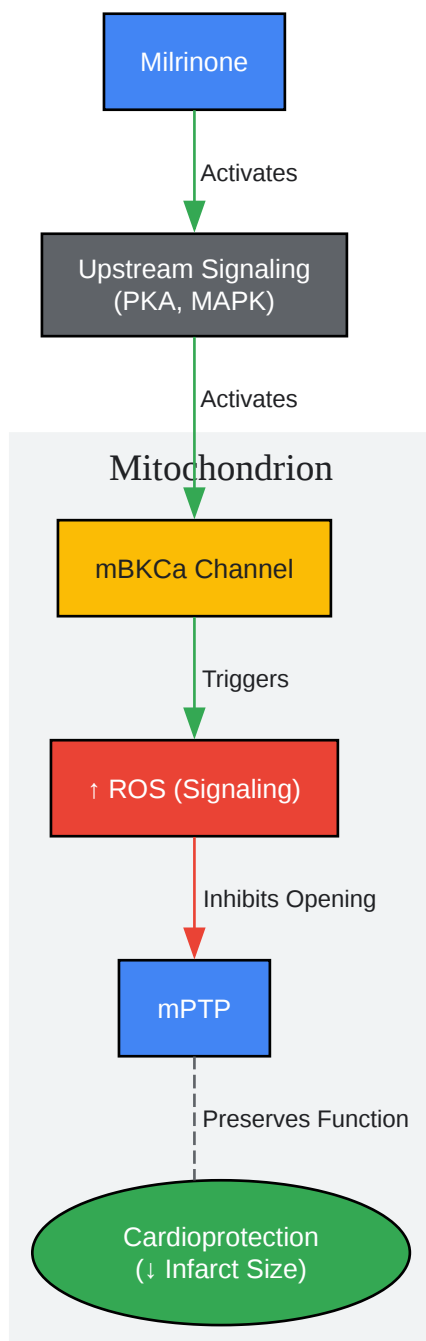 Milrinone
Activates
Upstream Signaling
(PKA, MAPK)
Activates
Mitochondrion
mBKCa Channel
Triggers
↑ ROS (Signaling)
Inhibits Opening
mPTP
Preserves Function
Cardioprotection
(↓ Infarct Size)